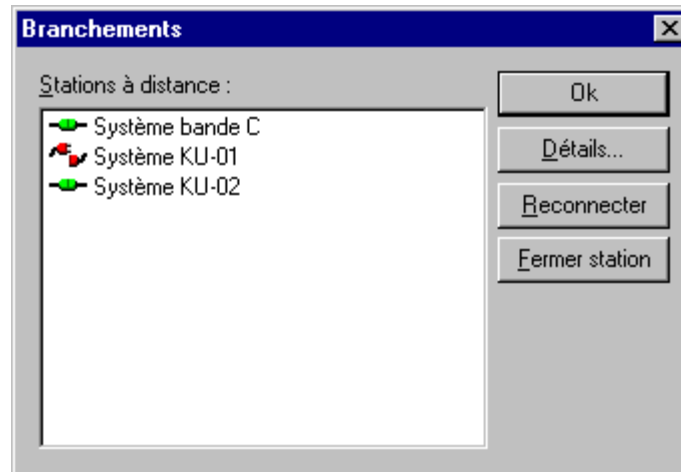 Branchements
Stations à distance :
Système bande C
Système KU-01
Système KU-02
Ok
Détails...
Reconnecter
Fermer station